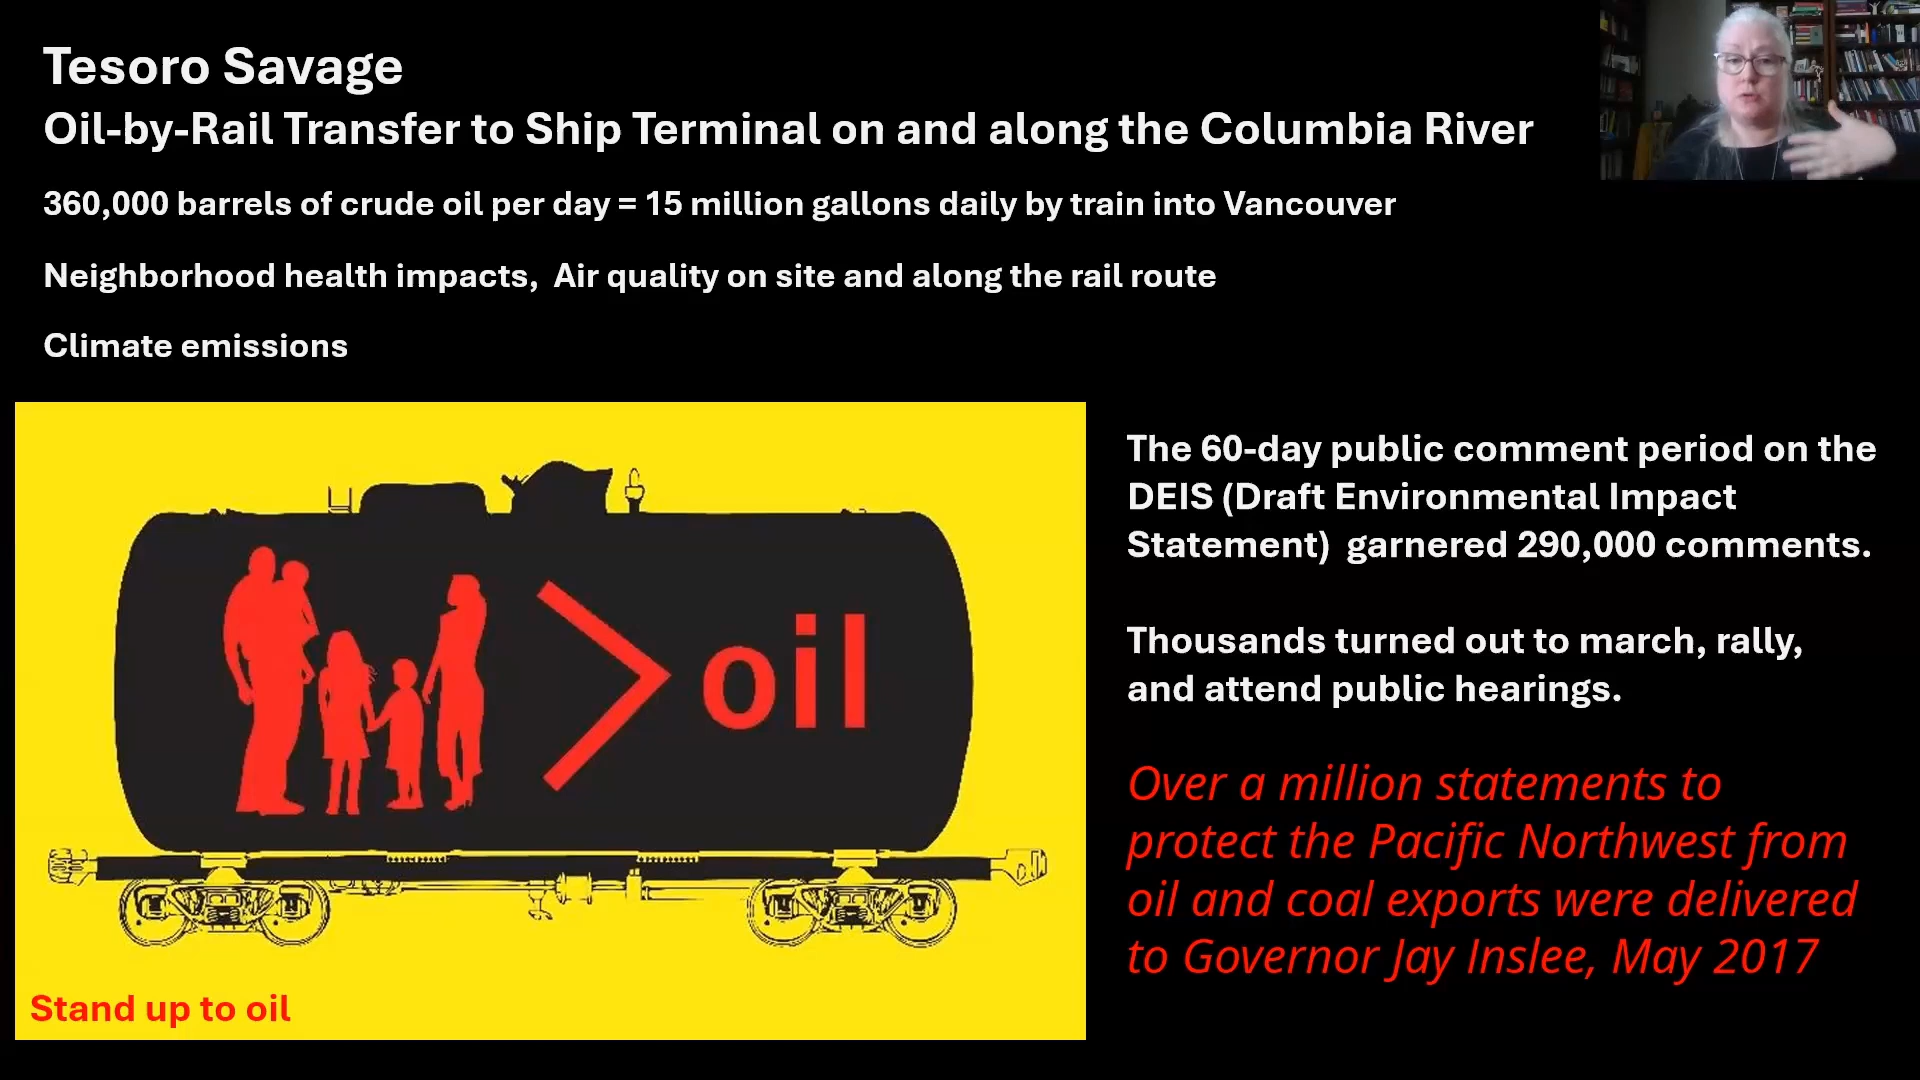 Tesoro Savage
Oil-by-Rail Transfer to Ship Terminal on and along the Columbia River
360,000 barrels of crude oil per day = 15 million gallons daily by train into Vancouver
Neighborhood health impacts,  Air quality on site and along the rail route
Climate emissions
> oil
Stand up to oil
The 60-day public comment period on the
DEIS (Draft Environmental Impact
Statement)  garnered 290,000 comments.
Thousands turned out to march, rally,
and attend public hearings.
Over a million statements to
protect the Pacific Northwest from
oil and coal exports were delivered
to Governor Jay Inslee, May 2017